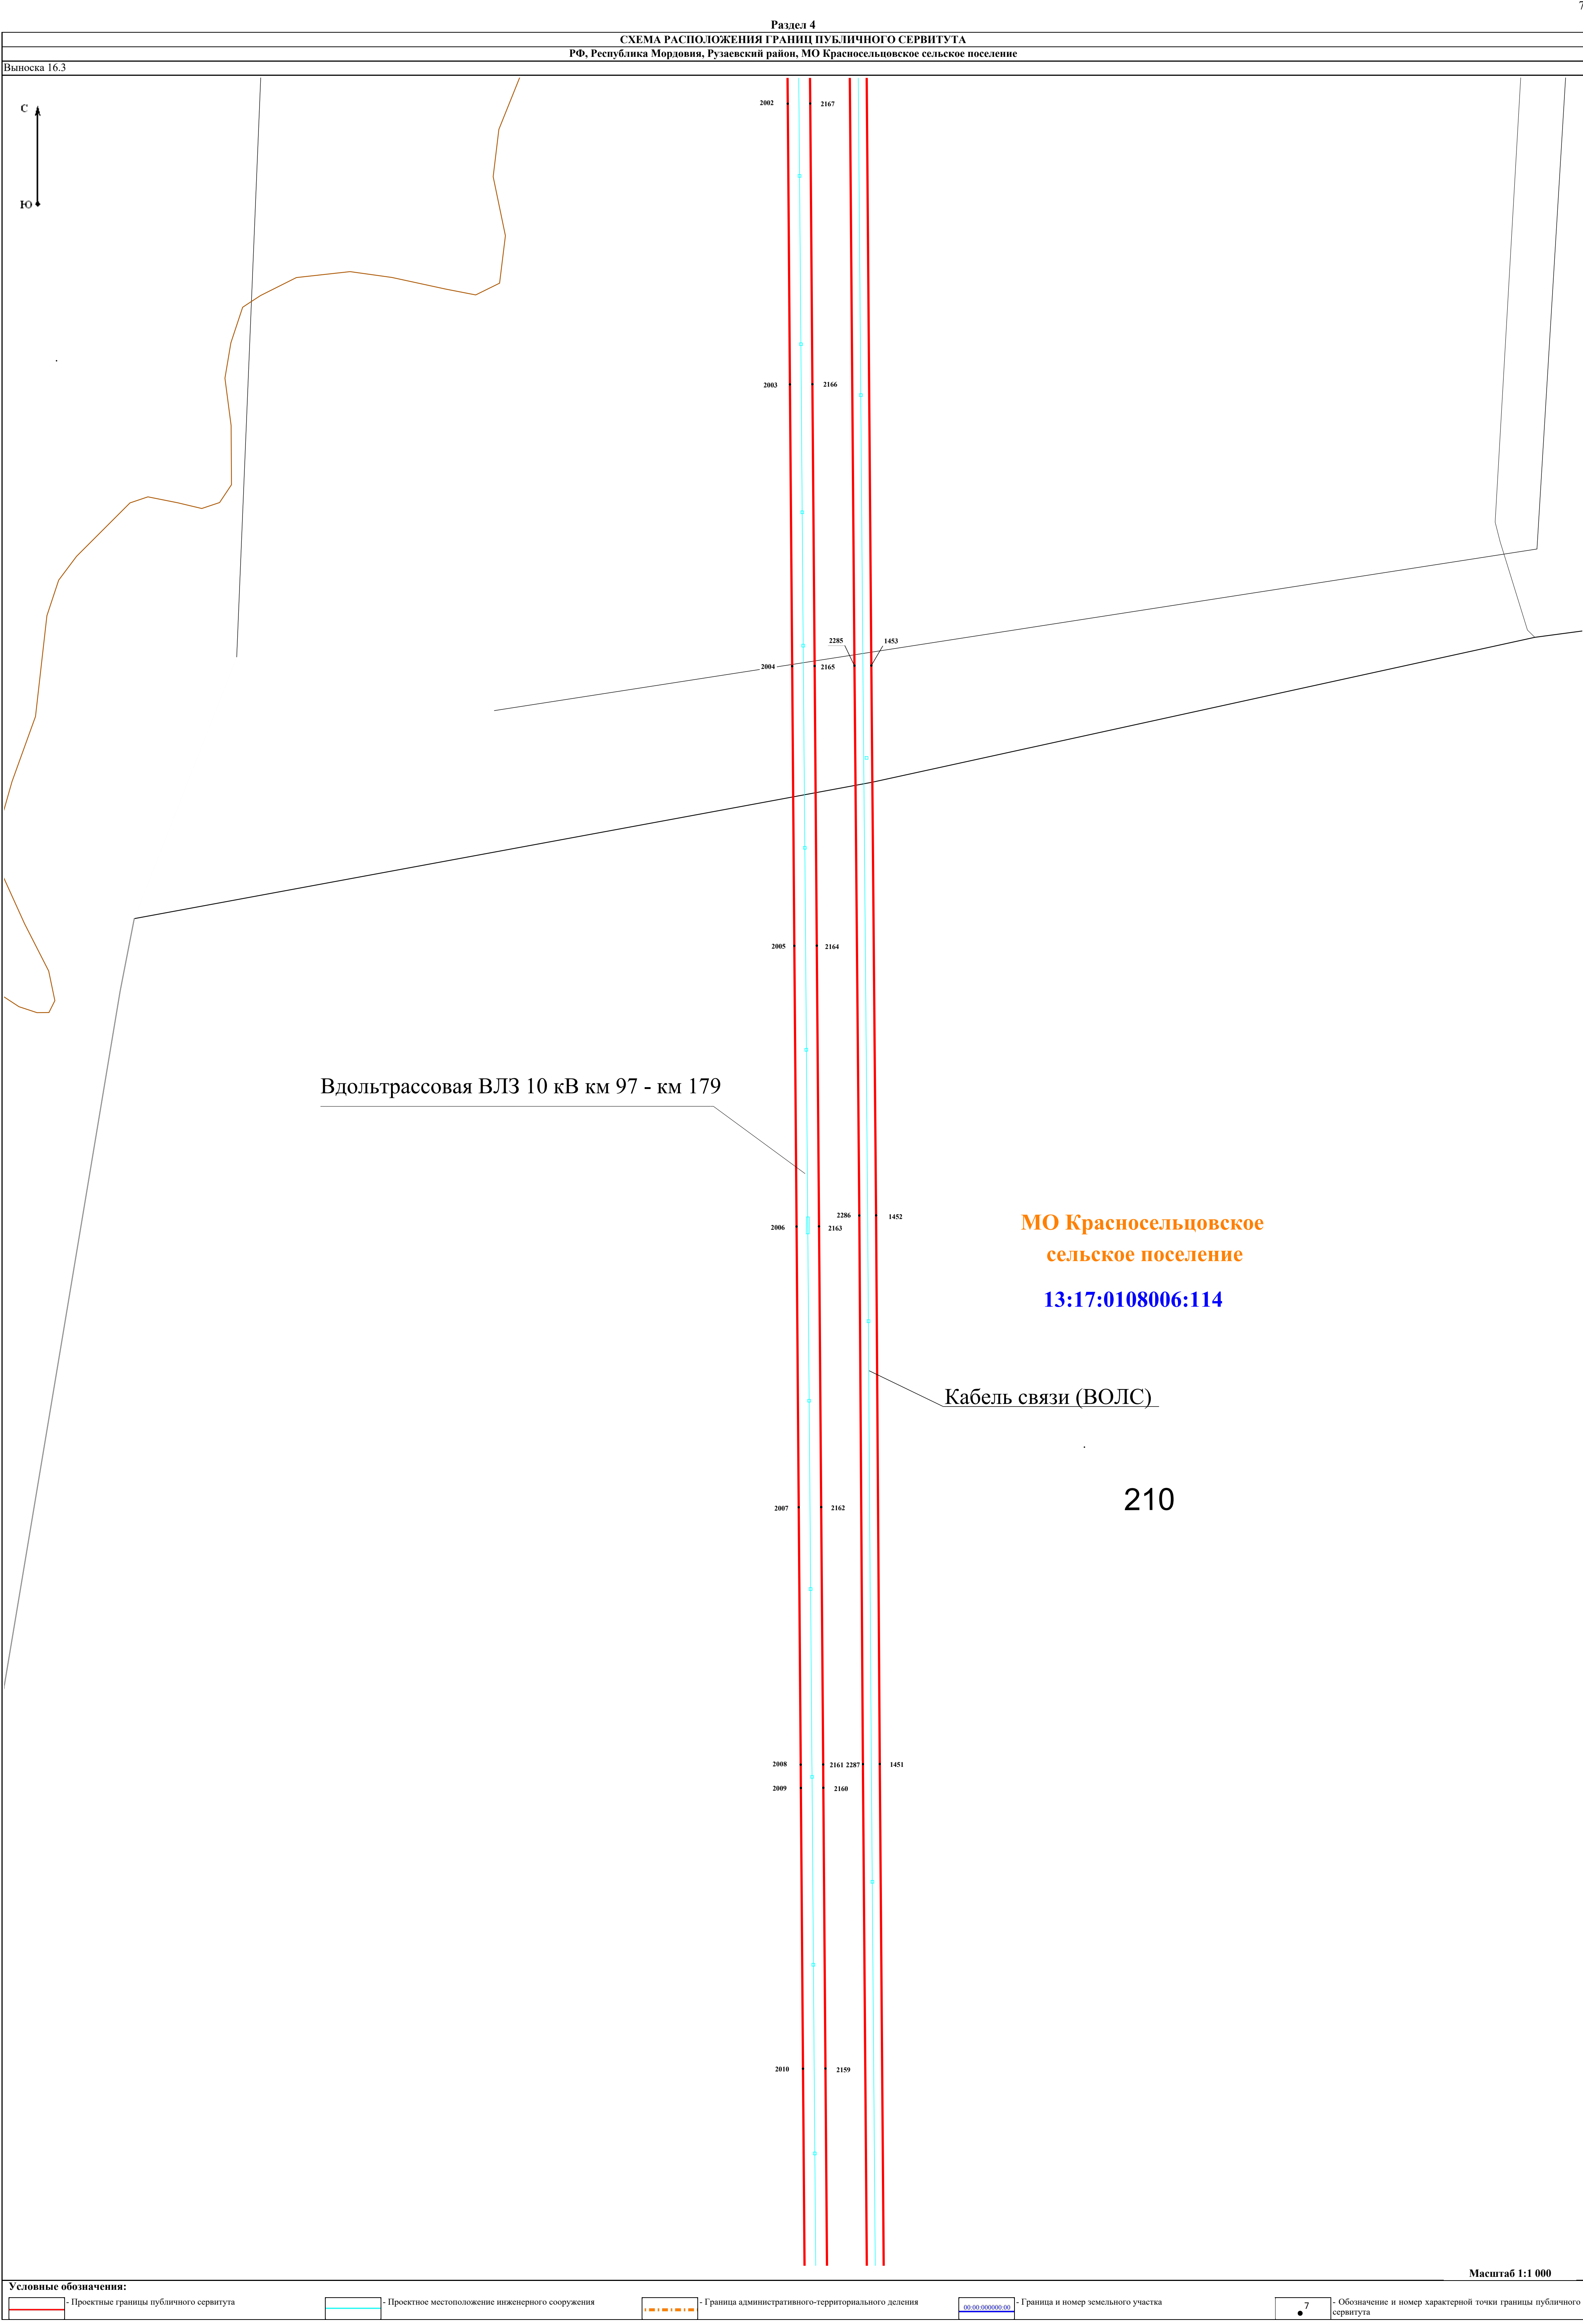 7
Раздел 4
СХЕМА РАСПОЛОЖЕНИЯ ГРАНИЦ ПУБЛИЧНОГО СЕРВИТУТА
РФ, Республика Мордовия, Рузаевский район, МО Красносельцовское сельское поселение
Выноска 16.3
С
Ю
2002
2167
2003
2166
2285
1453
2004
2165
2005
2164
Вдольтрассовая ВЛЗ 10 кВ км 97 - км 179
2286
1452
2006
2163
МО Красносельцовское
сельское поселение
13:17:0108006:114
Кабель связи (ВОЛС)
210
2007
2162
2008
2161
2287
1451
2009
2160
2010
2159
Масштаб 1:1 000
Условные обозначения:
- Проектные границы публичного сервитута
- Проектное местоположение инженерного сооружения
- Граница административно-территориального деления
00:00:000000:00
- Граница и номер земельного участка
7
- Обозначение и номер характерной точки границы публичного
сервитута